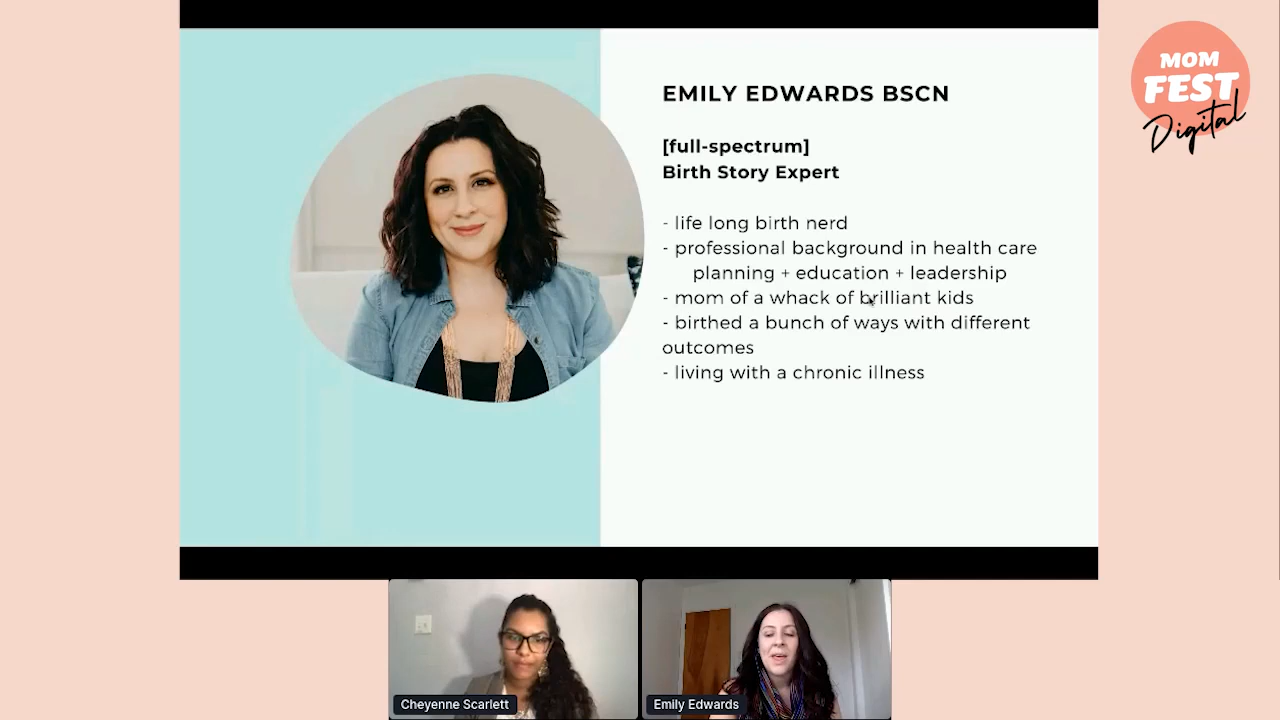 MOM
FEST
Digital
EMILY EDWARDS BSCN
[full-spectrum]
Birth Story Expert
- life long birth nerd
- professional background in health care
planning + education + leadership
- mom of a whack of brilliant kids
- birthed a bunch of ways with different
outcomes
- living with a chronic illness
Cheyenne Scarlett
Emily Edwards